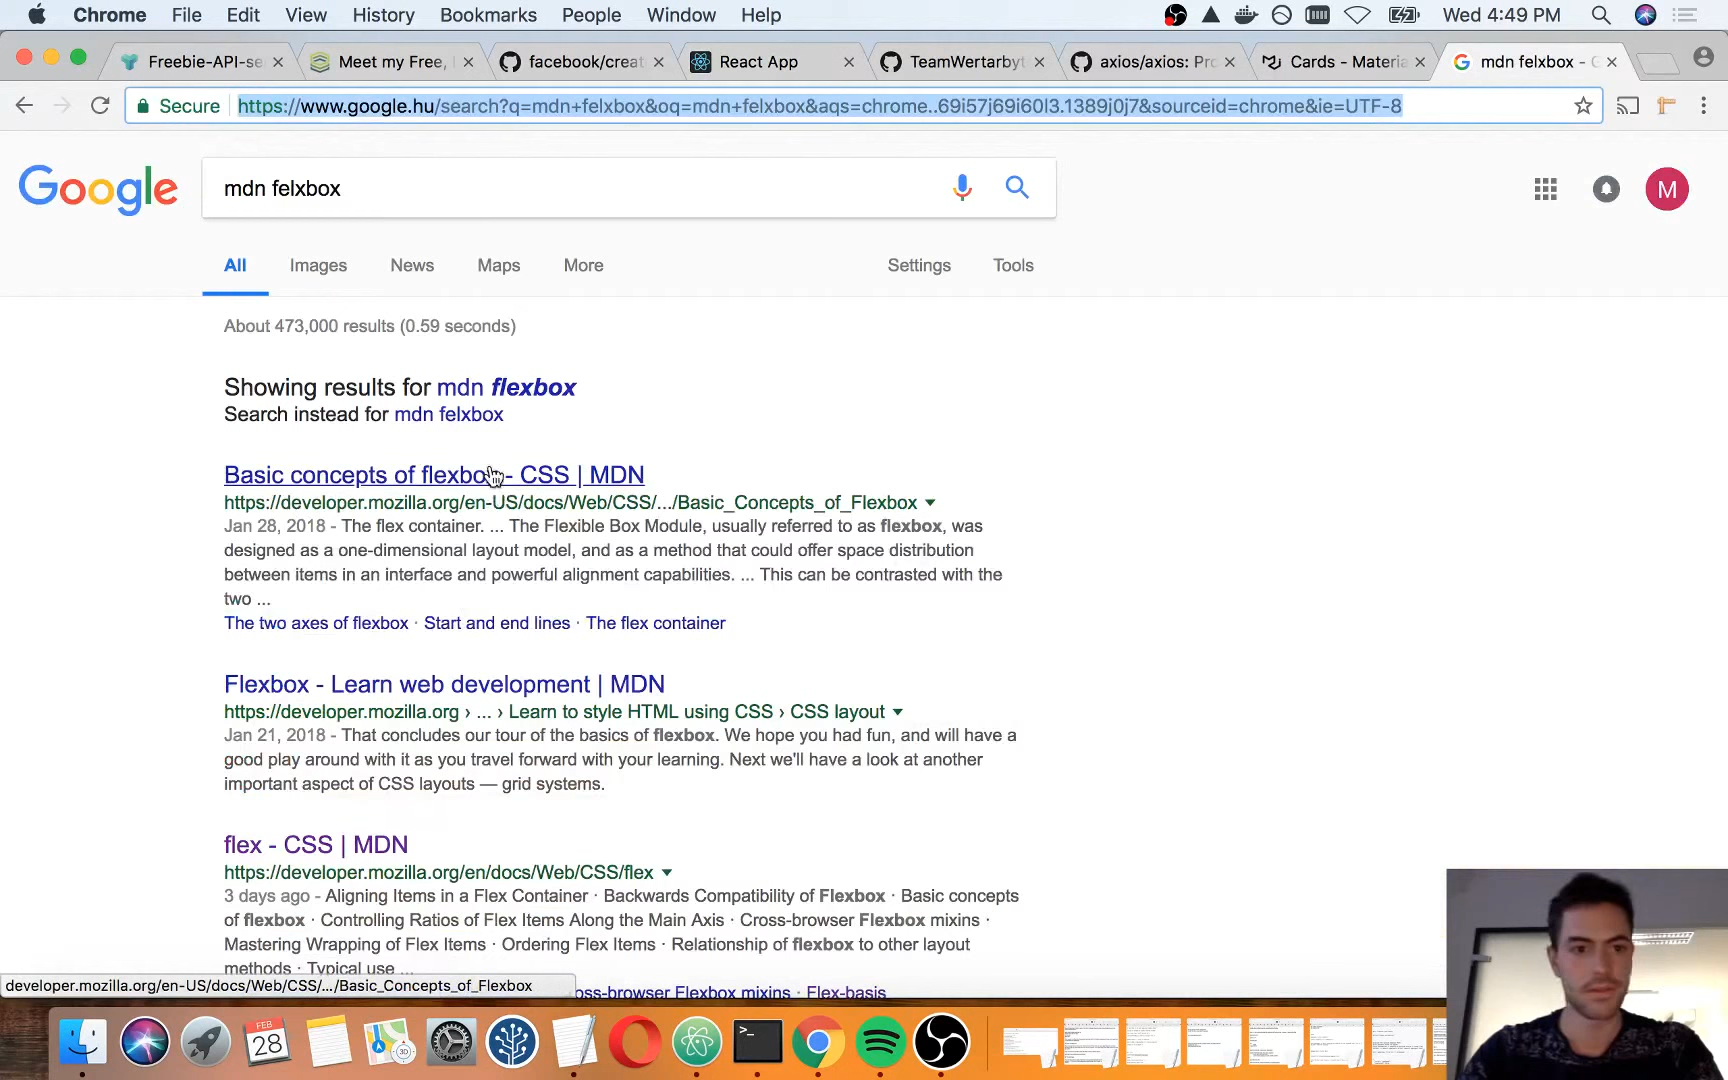 Chrome File Edit View History Bookmarks People Window Help Wed 4:49 PM
Freebie-API-se Meet my Free, facebook/creat React App TeamWertarbyt axios/axios: Pro Cards - Materia mdn felxbox - G
Secure https://www.google.hu/search?q=mdn+felxbox&oq=mdn+felxbox&aqs=chrome..69i57j69i60l3.1389j0j7&sourceid=chrome&ie=UTF-8
Google mdn felxbox M
All Images News Maps More Settings Tools
About 473,000 results (0.59 seconds)
Showing results for mdn flexbox
Search instead for mdn felxbox
Basic concepts of flexbox - CSS | MDN
https://developer.mozilla.org/en-US/docs/Web/CSS/.../Basic_Concepts_of_Flexbox
Jan 28, 2018 - The flex container. ... The Flexible Box Module, usually referred to as flexbox, was
designed as a one-dimensional layout model, and as a method that could offer space distribution
between items in an interface and powerful alignment capabilities. ... This can be contrasted with the
two ...
The two axes of flexbox · Start and end lines · The flex container
Flexbox - Learn web development | MDN
https://developer.mozilla.org › ... › Learn to style HTML using CSS › CSS layout
Jan 21, 2018 - That concludes our tour of the basics of flexbox. We hope you had fun, and will have a
good play around with it as you travel forward with your learning. Next we'll have a look at another
important aspect of CSS layouts — grid systems.
flex - CSS | MDN
https://developer.mozilla.org/en/docs/Web/CSS/flex
3 days ago - Aligning Items in a Flex Container · Backwards Compatibility of Flexbox · Basic concepts
of flexbox · Controlling Ratios of Flex Items Along the Main Axis · Cross-browser Flexbox mixins ·
Mastering Wrapping of Flex Items · Ordering Flex Items · Relationship of flexbox to other layout
methods · Typical use ...
developer.mozilla.org/en-US/docs/Web/CSS/.../Basic_Concepts_of_Flexbox
oss-browser Flexbox mixins · Flex-basis
FEB
28
3D
>_